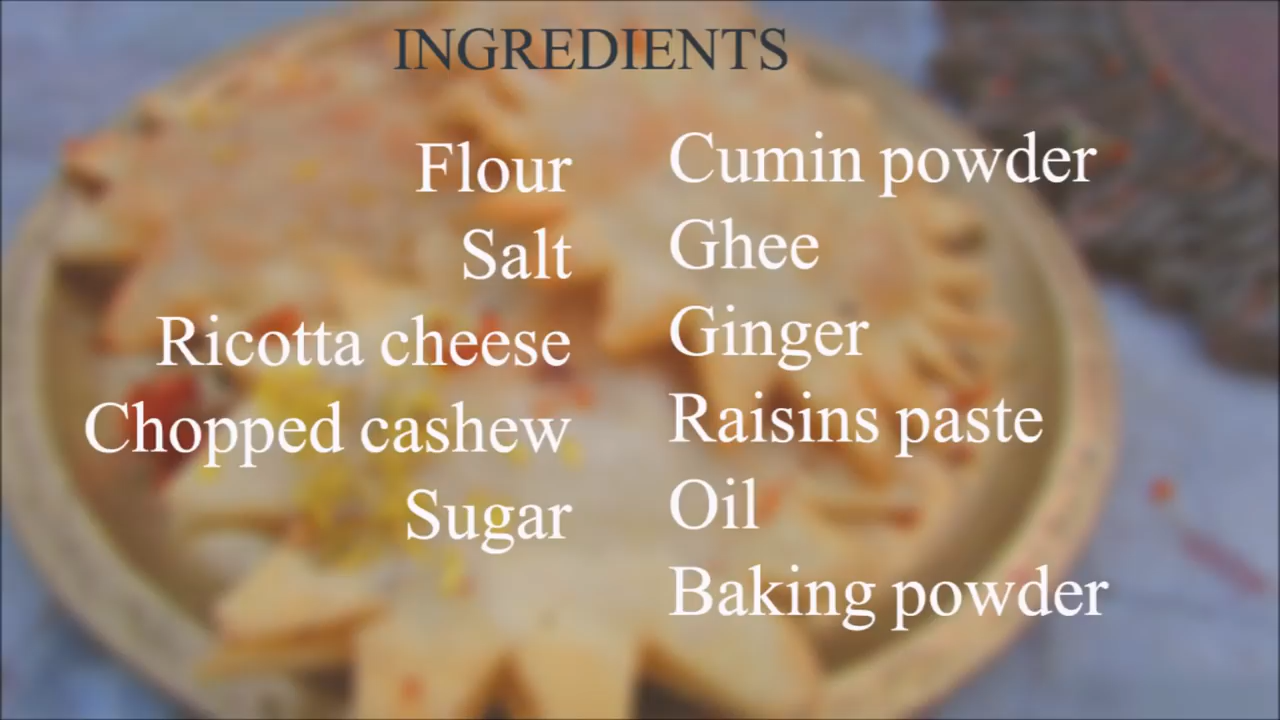 INGREDIENTS
Flour
Salt
Ricotta cheese
Chopped cashew
Sugar
Cumin powder
Ghee
Ginger
Raisins paste
Oil
Baking powder